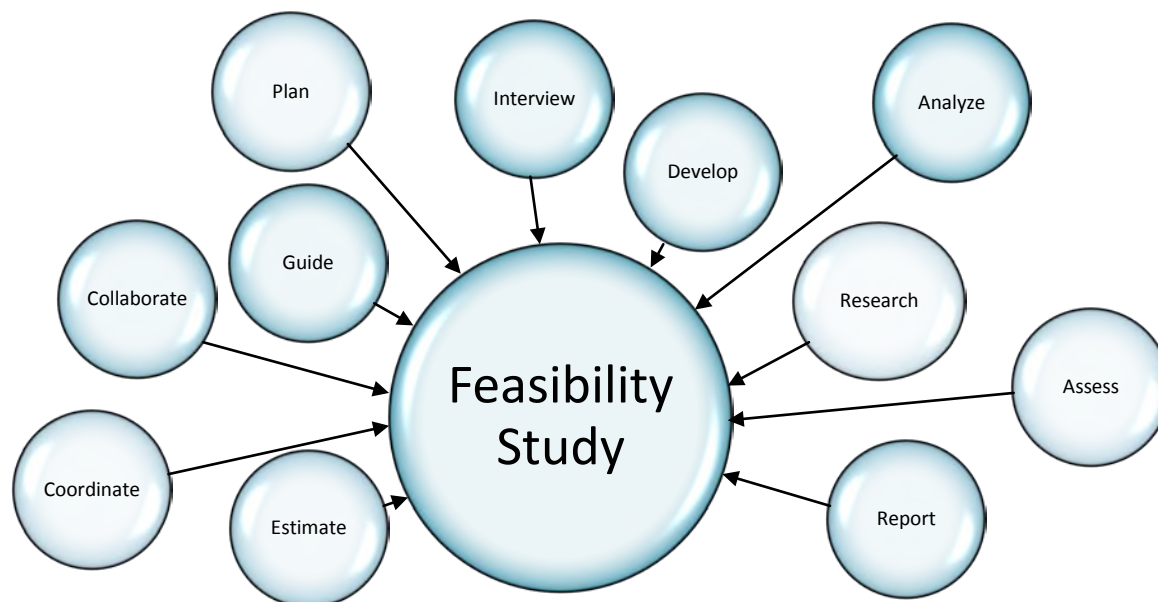 Plan
Interview
Analyze
Develop
Guide
Collaborate
Research
Assess
Feasibility
Study
Coordinate
Estimate
Report